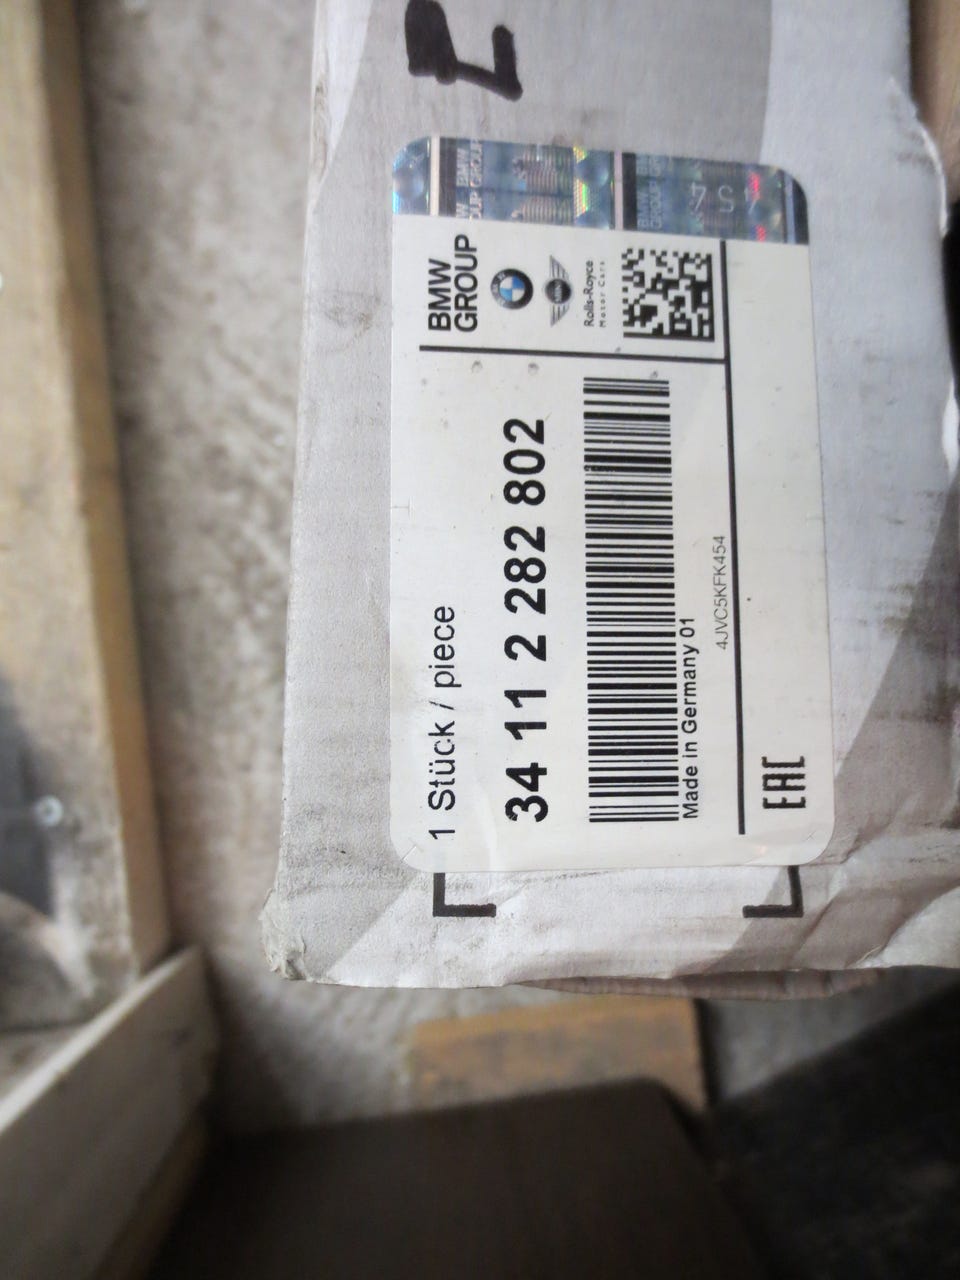 BMW
GROUP
Rolls-Royce
Motor Cars
1 Stück / piece
34 11 2 282 802
Made in Germany 01
4JVC5KFK454
EAC